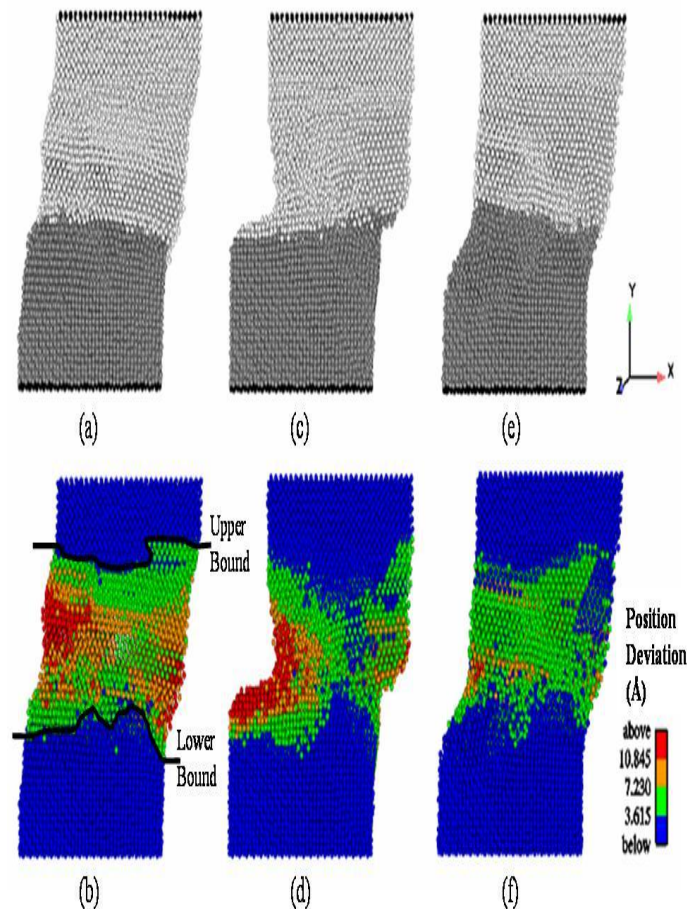 Y
Z
X
(a)
(c)
(e)
Upper
Bound
Lower
Bound
Position
Deviation
(Å)
above
10.845
7.230
3.615
below
(b)
(d)
(f)